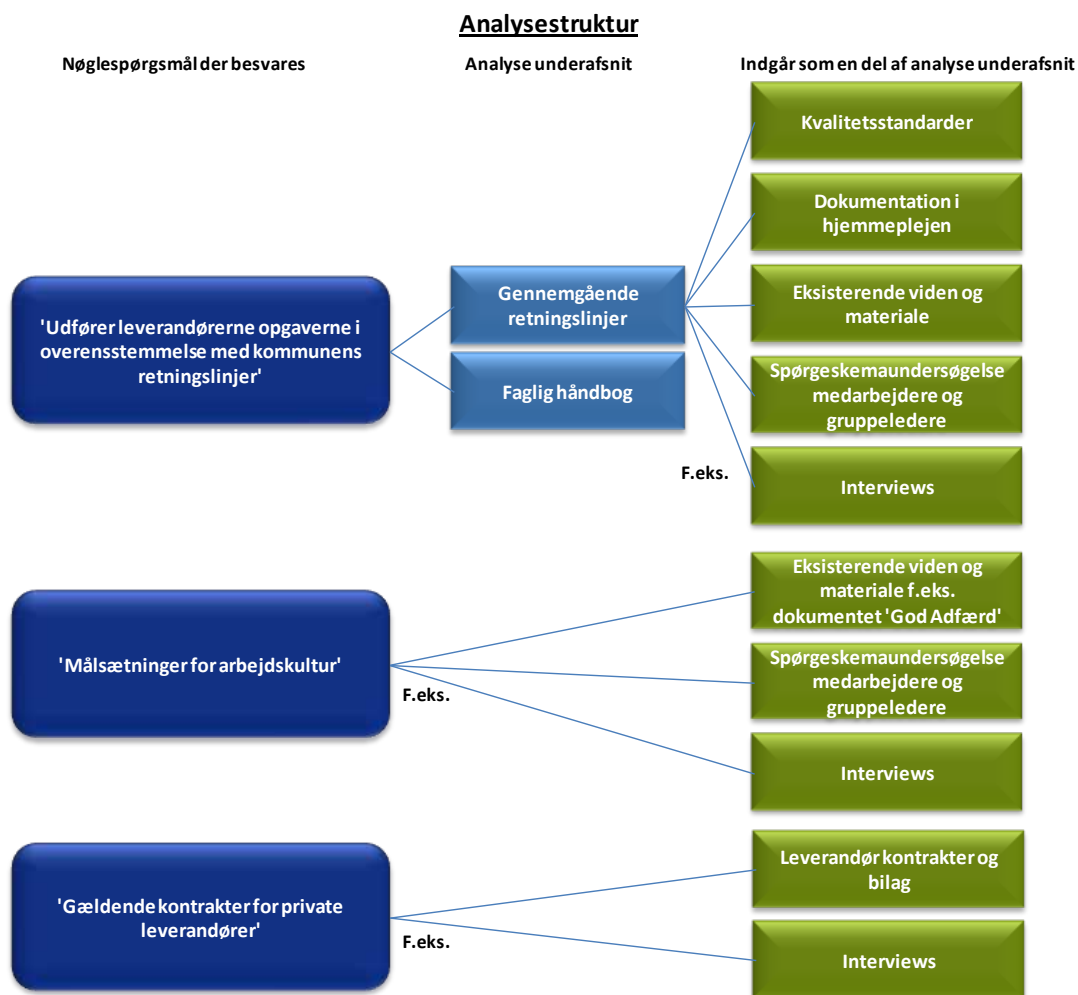 Analysestruktur
Nøglespørgsmål der besvares
Analyse underafsnit
Indgår som en del af analyse underafsnit
'Udfører leverandørerne opgaverne i
overensstemmelse med kommunens
retningslinjer'
Gennemgående
retningslinjer
Faglig håndbog
F.eks.
Kvalitetsstandarder
Dokumentation i
hjemmeplejen
Eksisterende viden og
materiale
Spørgeskemaundersøgelse
medarbejdere og
gruppeledere
Interviews
'Målsætninger for arbejdskultur'
F.eks.
Eksisterende viden og
materiale f.eks.
dokumentet 'God Adfærd'
Spørgeskemaundersøgelse
medarbejdere og
gruppeledere
Interviews
'Gældende kontrakter for private
leverandører'
F.eks.
Leverandør kontrakter og
bilag
Interviews